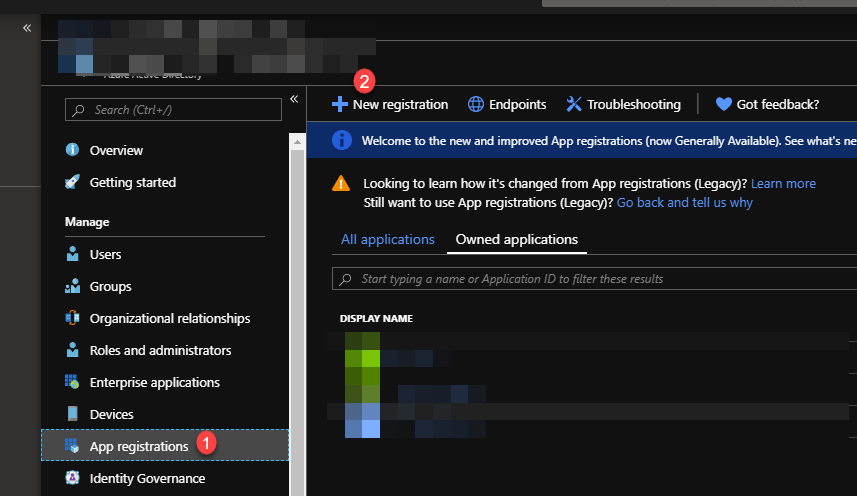 «
Azure Active Directory
Search (Ctrl+/)
«
Overview
Getting started
Manage
Users
Groups
Organizational relationships
Roles and administrators
Enterprise applications
Devices
App registrations
1
Identity Governance
2
New registration
Endpoints
Troubleshooting
Got feedback?
Welcome to the new and improved App registrations (now Generally Available). See what's ne
Looking to learn how it's changed from App registrations (Legacy)? Learn more
Still want to use App registrations (Legacy)? Go back and tell us why
All applications
Owned applications
Start typing a name or Application ID to filter these results
DISPLAY NAME